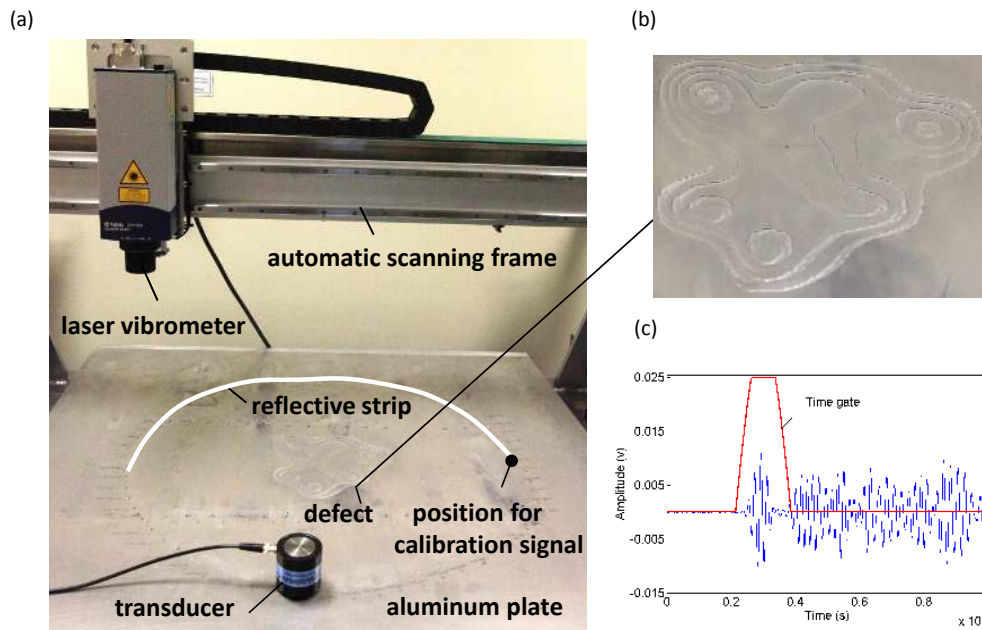 (a)
laser vibrometer
automatic scanning frame
reflective strip
defect
position for
calibration signal
transducer
aluminum plate
(b)
(c)
0.025
0.015
0.005
-0.005
-0.015
Amplitude (v)
Time gate
0
0.2
0.4
0.6
0.8
Time (s)
x 10